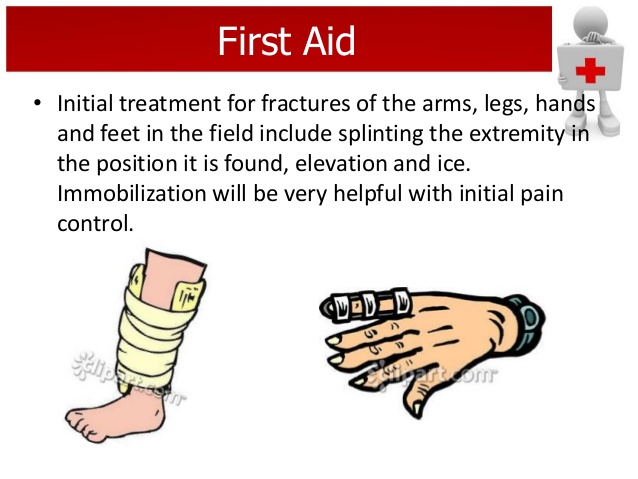 First Aid
• Initial treatment for fractures of the arms, legs, hands
and feet in the field include splinting the extremity in
the position it is found, elevation and ice.
Immobilization will be very helpful with initial pain
control.
clipart.com
clipart.com